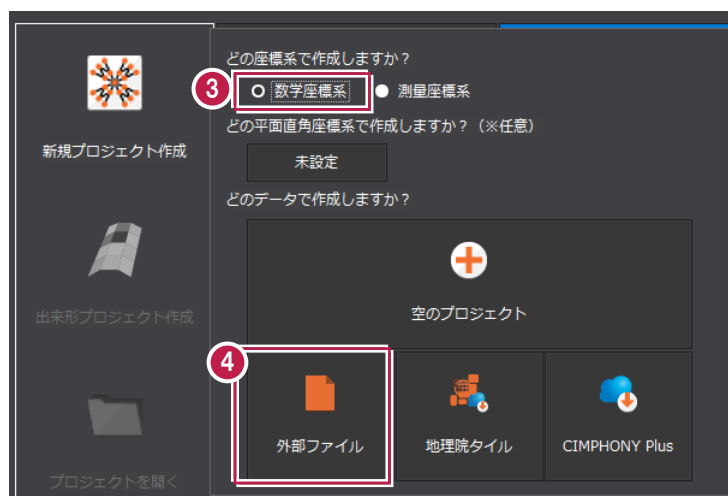 新規プロジェクト作成
出来形プロジェクト作成
プロジェクトを開く
どの座標系で作成しますか？
3
数学座標系
測量座標系
どの平面直角座標系で作成しますか？（※任意）
未設定
どのデータで作成しますか？
空のプロジェクト
4
外部ファイル
地理院タイル
CIMPHONY Plus